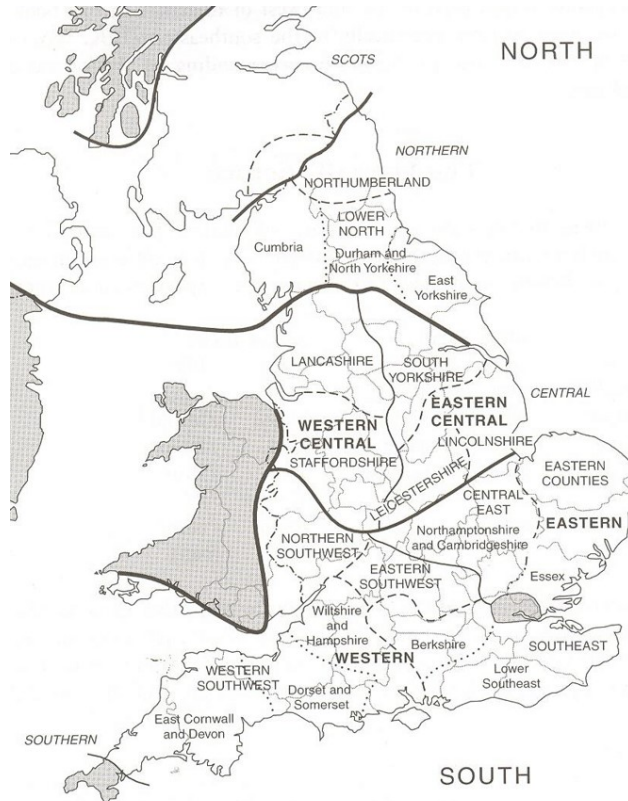 SCOTS
NORTH
NORTHERN
NORTHUMBERLAND
LOWER
NORTH
Cumbria
Durham and
North Yorkshire
East
Yorkshire
LANCASHIRE
SOUTH
YORKSHIRE
CENTRAL
EASTERN
CENTRAL
WESTERN
CENTRAL
LINCOLNSHIRE
STAFFORDSHIRE
LEICESTERSHIRE
EASTERN
COUNTIES
CENTRAL
EAST
EASTERN
Northamptonshire
and Cambridgeshire
NORTHERN
SOUTHWEST
EASTERN
SOUTHWEST
Essex
Wiltshire
and
Hampshire
Berkshire
SOUTHEAST
WESTERN
Lower
Southeast
WESTERN
SOUTHWEST
Dorset and
Somerset
East Cornwall
and Devon
SOUTHERN
SOUTH